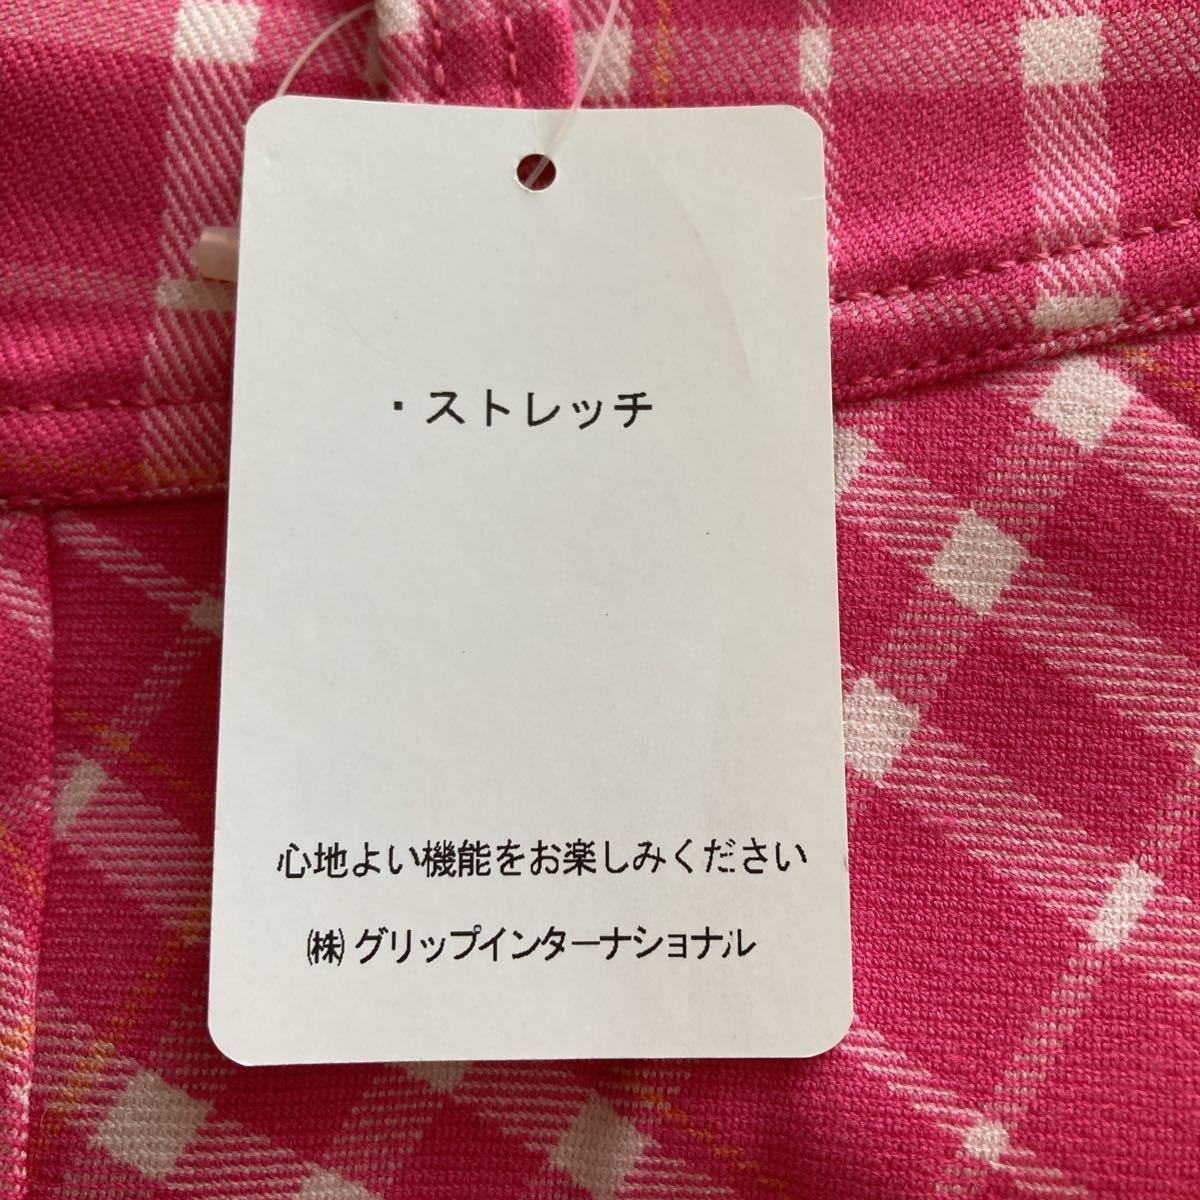 ・ストレッチ
心地よい機能をお楽しみください
㈱グリップインターナショナル